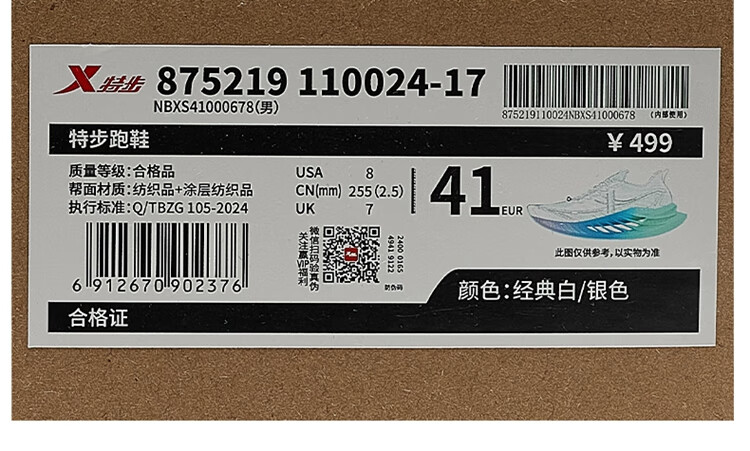 X 特步 875219 110024-17
NBXS41000678(男)
875219110024NBXS41000678 (内部使用)
特步跑鞋 ¥ 499
质量等级:合格品
帮面材质:纺织品+涂层纺织品
执行标准:Q/TBZG 105-2024
USA 8
CN(mm) 255 (2.5)
UK 7
41 EUR
此图仅供参考,以实物为准
6 912670 902376
微信扫码验真伪
关注赢VIP福利
2400 0165
4941 9122
防伪码
颜色:经典白/银色
合格证